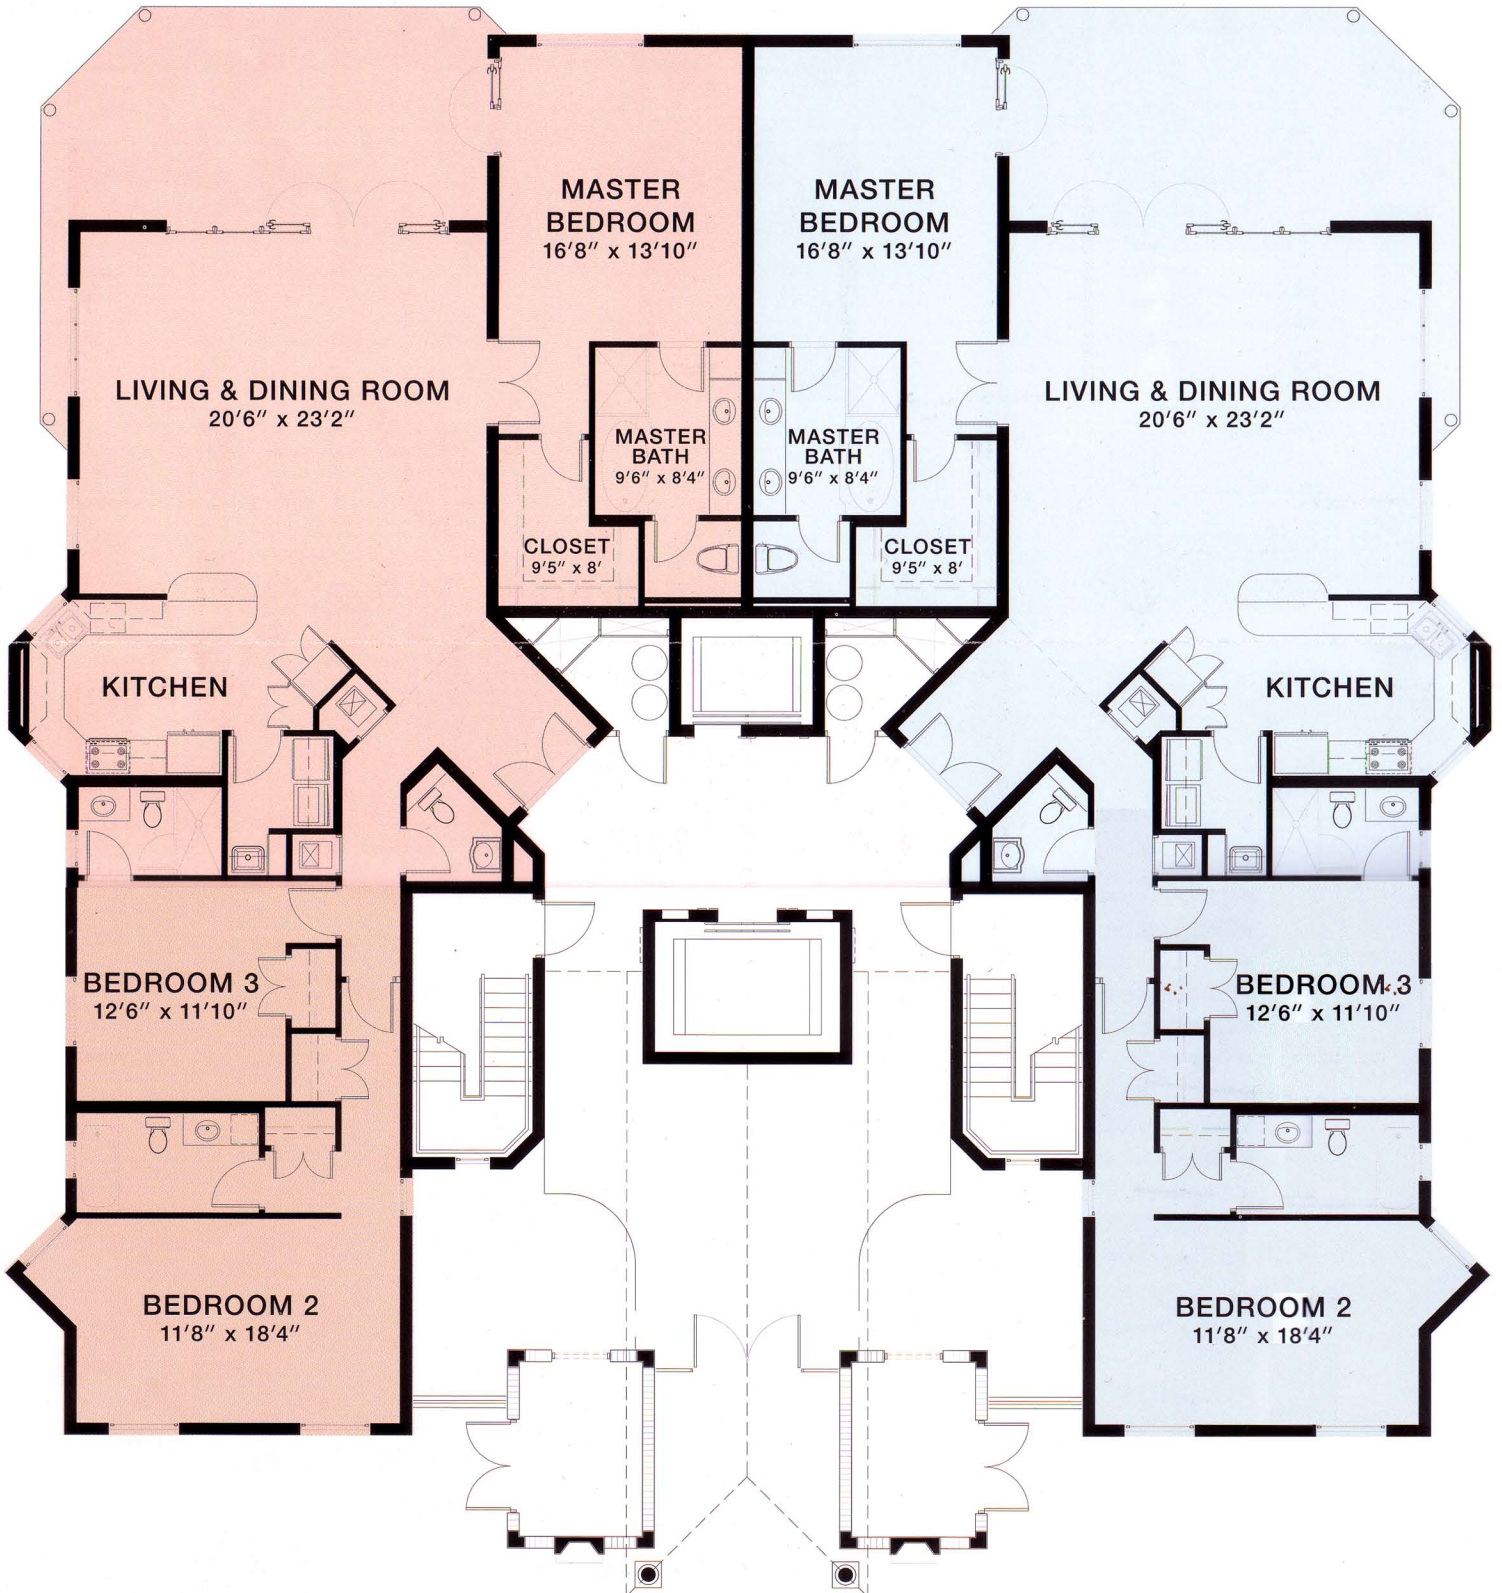 MASTER
BEDROOM
16'8" x 13'10"
MASTER
BEDROOM
16'8" x 13'10"
LIVING & DINING ROOM
20'6" x 23'2"
LIVING & DINING ROOM
20'6" x 23'2"
MASTER
BATH
9'6" x 8'4"
MASTER
BATH
9'6" x 8'4"
CLOSET
9'5" x 8'
CLOSET
9'5" x 8'
KITCHEN
KITCHEN
BEDROOM 3
12'6" x 11'10"
BEDROOM 3
12'6" x 11'10"
BEDROOM 2
11'8" x 18'4"
BEDROOM 2
11'8" x 18'4"